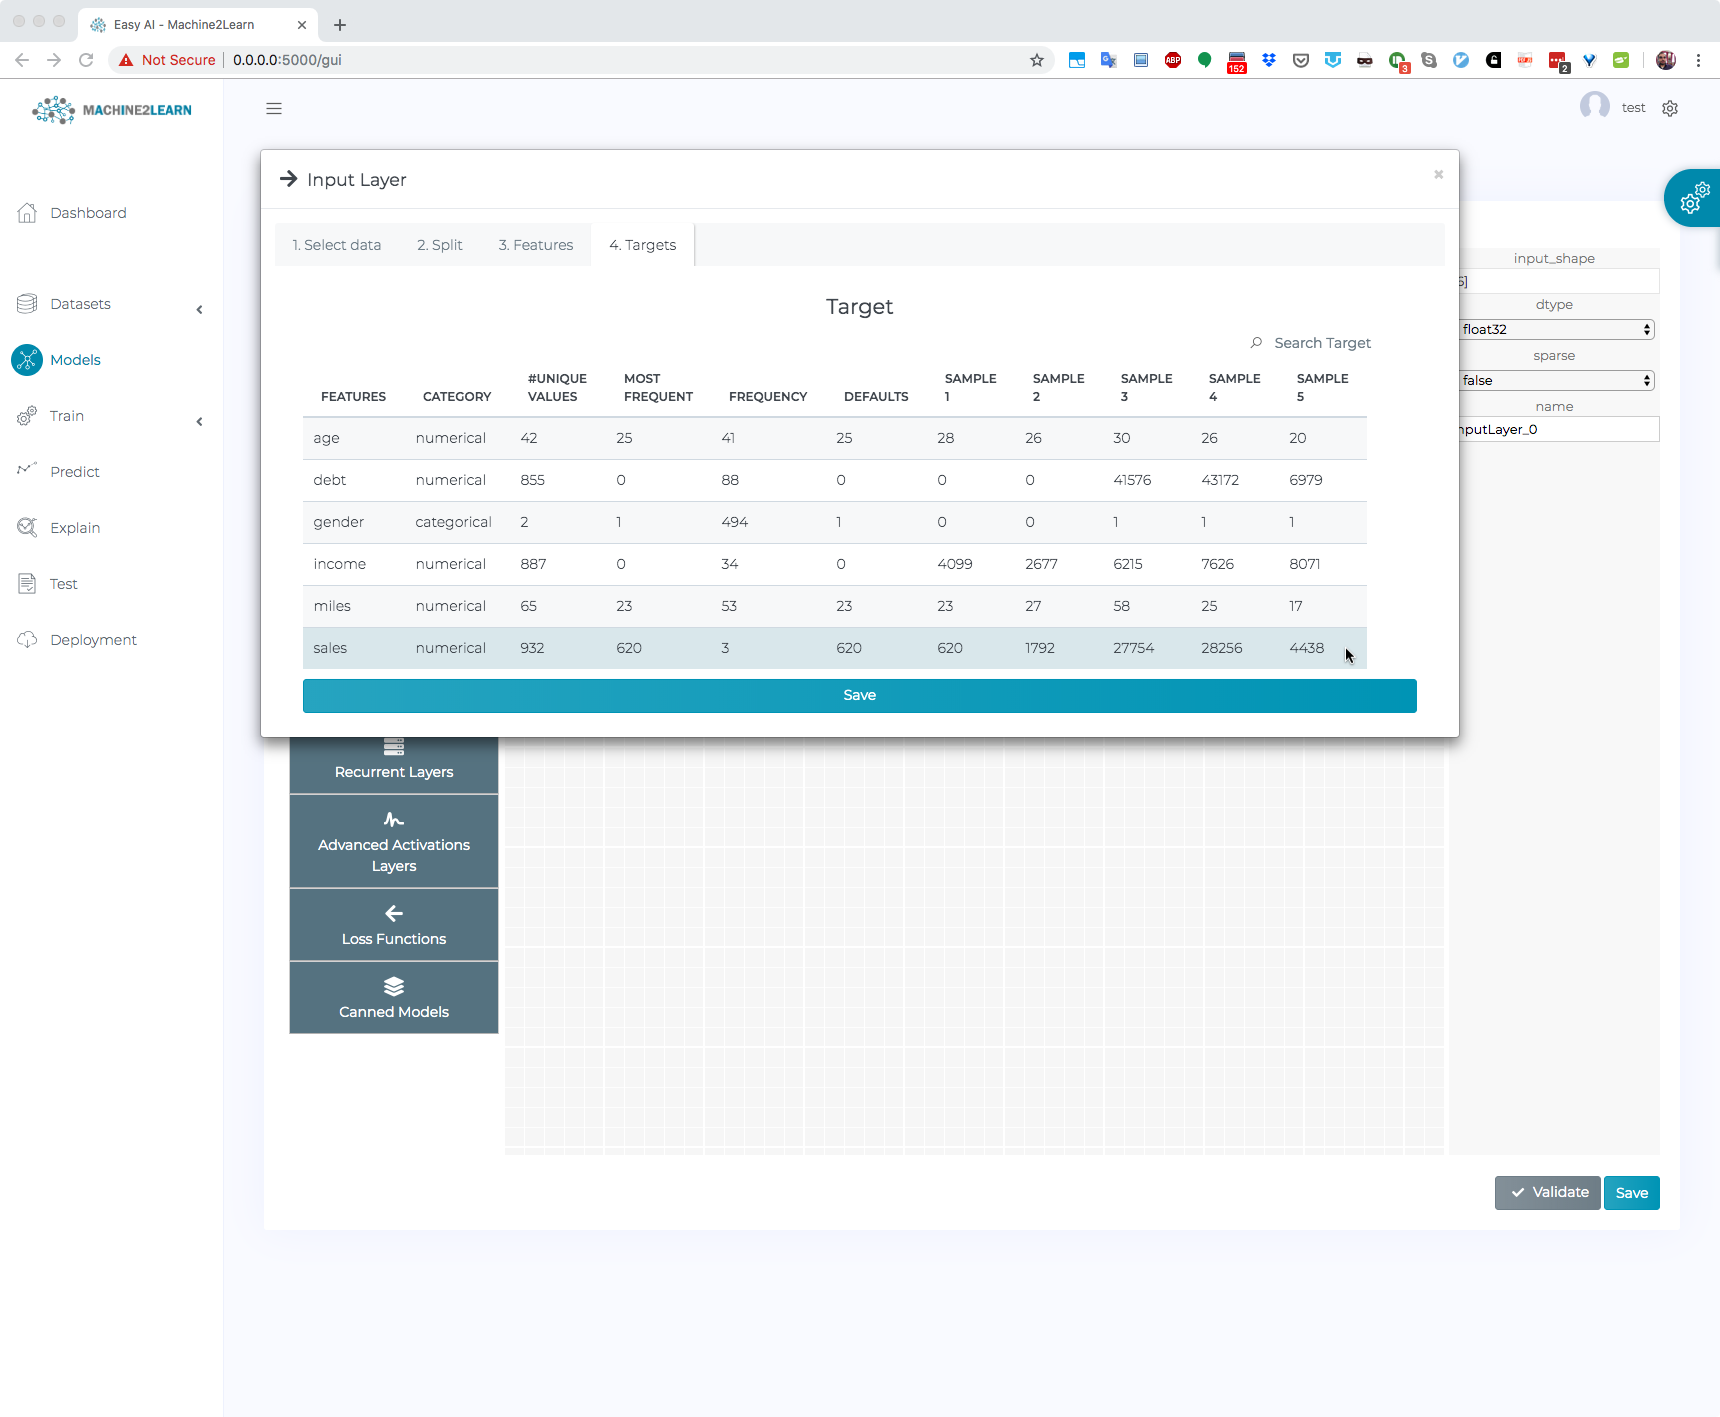 Easy AI - Machine2Learn
Not Secure
0.0.0.0:5000/gui
ABP
152
3
2
MACHINE2LEARN
test
Dashboard
Datasets
Models
Train
Predict
Explain
Test
Deployment
Input Layer
1. Select data
2. Split
3. Features
4. Targets
Target
Search Target
FEATURES CATEGORY #UNIQUE VALUES MOST FREQUENT FREQUENCY DEFAULTS SAMPLE 1 SAMPLE 2 SAMPLE 3 SAMPLE 4 SAMPLE 5
age numerical 42 25 41 25 28 26 30 26 20
debt numerical 855 0 88 0 0 0 41576 43172 6979
gender categorical 2 1 494 1 0 0 1 1 1
income numerical 887 0 34 0 4099 2677 6215 7626 8071
miles numerical 65 23 53 23 23 27 58 25 17
sales numerical 932 620 3 620 620 1792 27754 28256 4438
Save
input_shape
6]
dtype
float32
sparse
false
name
nputLayer_0
Recurrent Layers
Advanced Activations
Layers
Loss Functions
Canned Models
Validate
Save